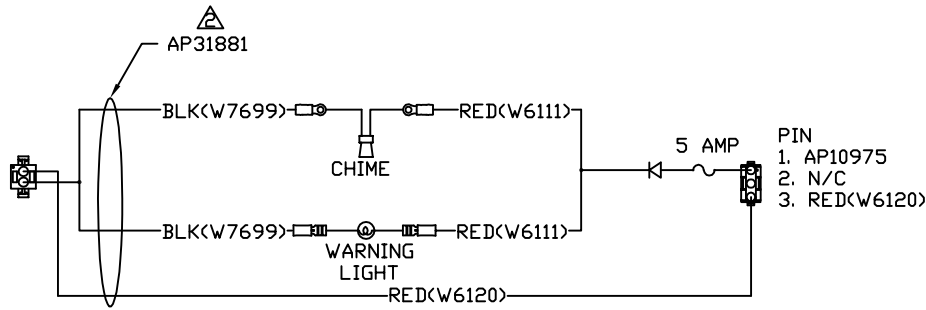 2
AP31881
BLK(W7699)
RED(W6111)
CHIME
5 AMP
PIN
1. AP10975
2. N/C
3. RED(W6120)
BLK(W7699)
RED(W6111)
WARNING
LIGHT
RED(W6120)